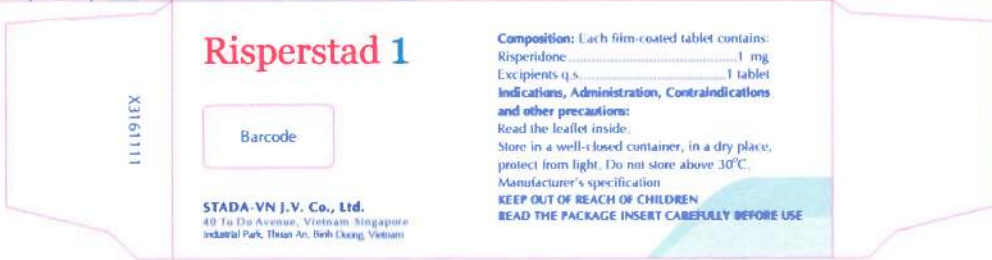 Risperstad 1
X3161111
Barcode
STADA-VN J.V. Co., Ltd.
40 Tu Do Avenue, Vietnam-Singapore
Industrial Park, Thuan An, Binh Duong, Vietnam
Composition: Each film-coated tablet contains:
Risperidone.............................................1 mg
Excipients q.s.......................................1 tablet
Indications, Administration, Contraindications
and other precautions:
Read the leaflet inside.
Store in a well-closed container, in a dry place,
protect from light. Do not store above 30°C.
Manufacturer's specification
KEEP OUT OF REACH OF CHILDREN
READ THE PACKAGE INSERT CAREFULLY BEFORE USE